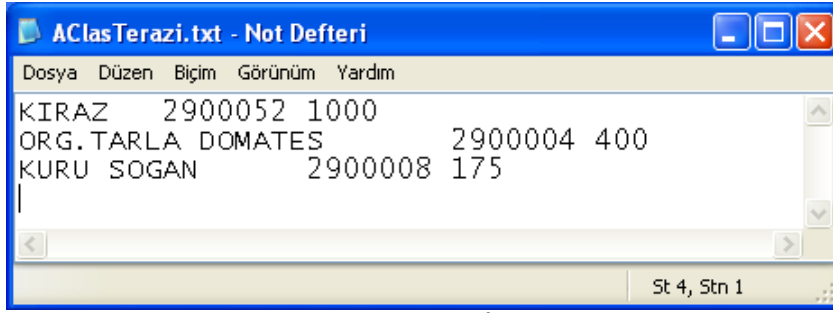 AClasTerazi.txt - Not Defteri
Dosya Düzen Biçim Görünüm Yardım
KIRAZ 2900052 1000
ORG.TARLA DOMATES 2900004 400
KURU SOGAN 2900008 175
St 4, Stn 1